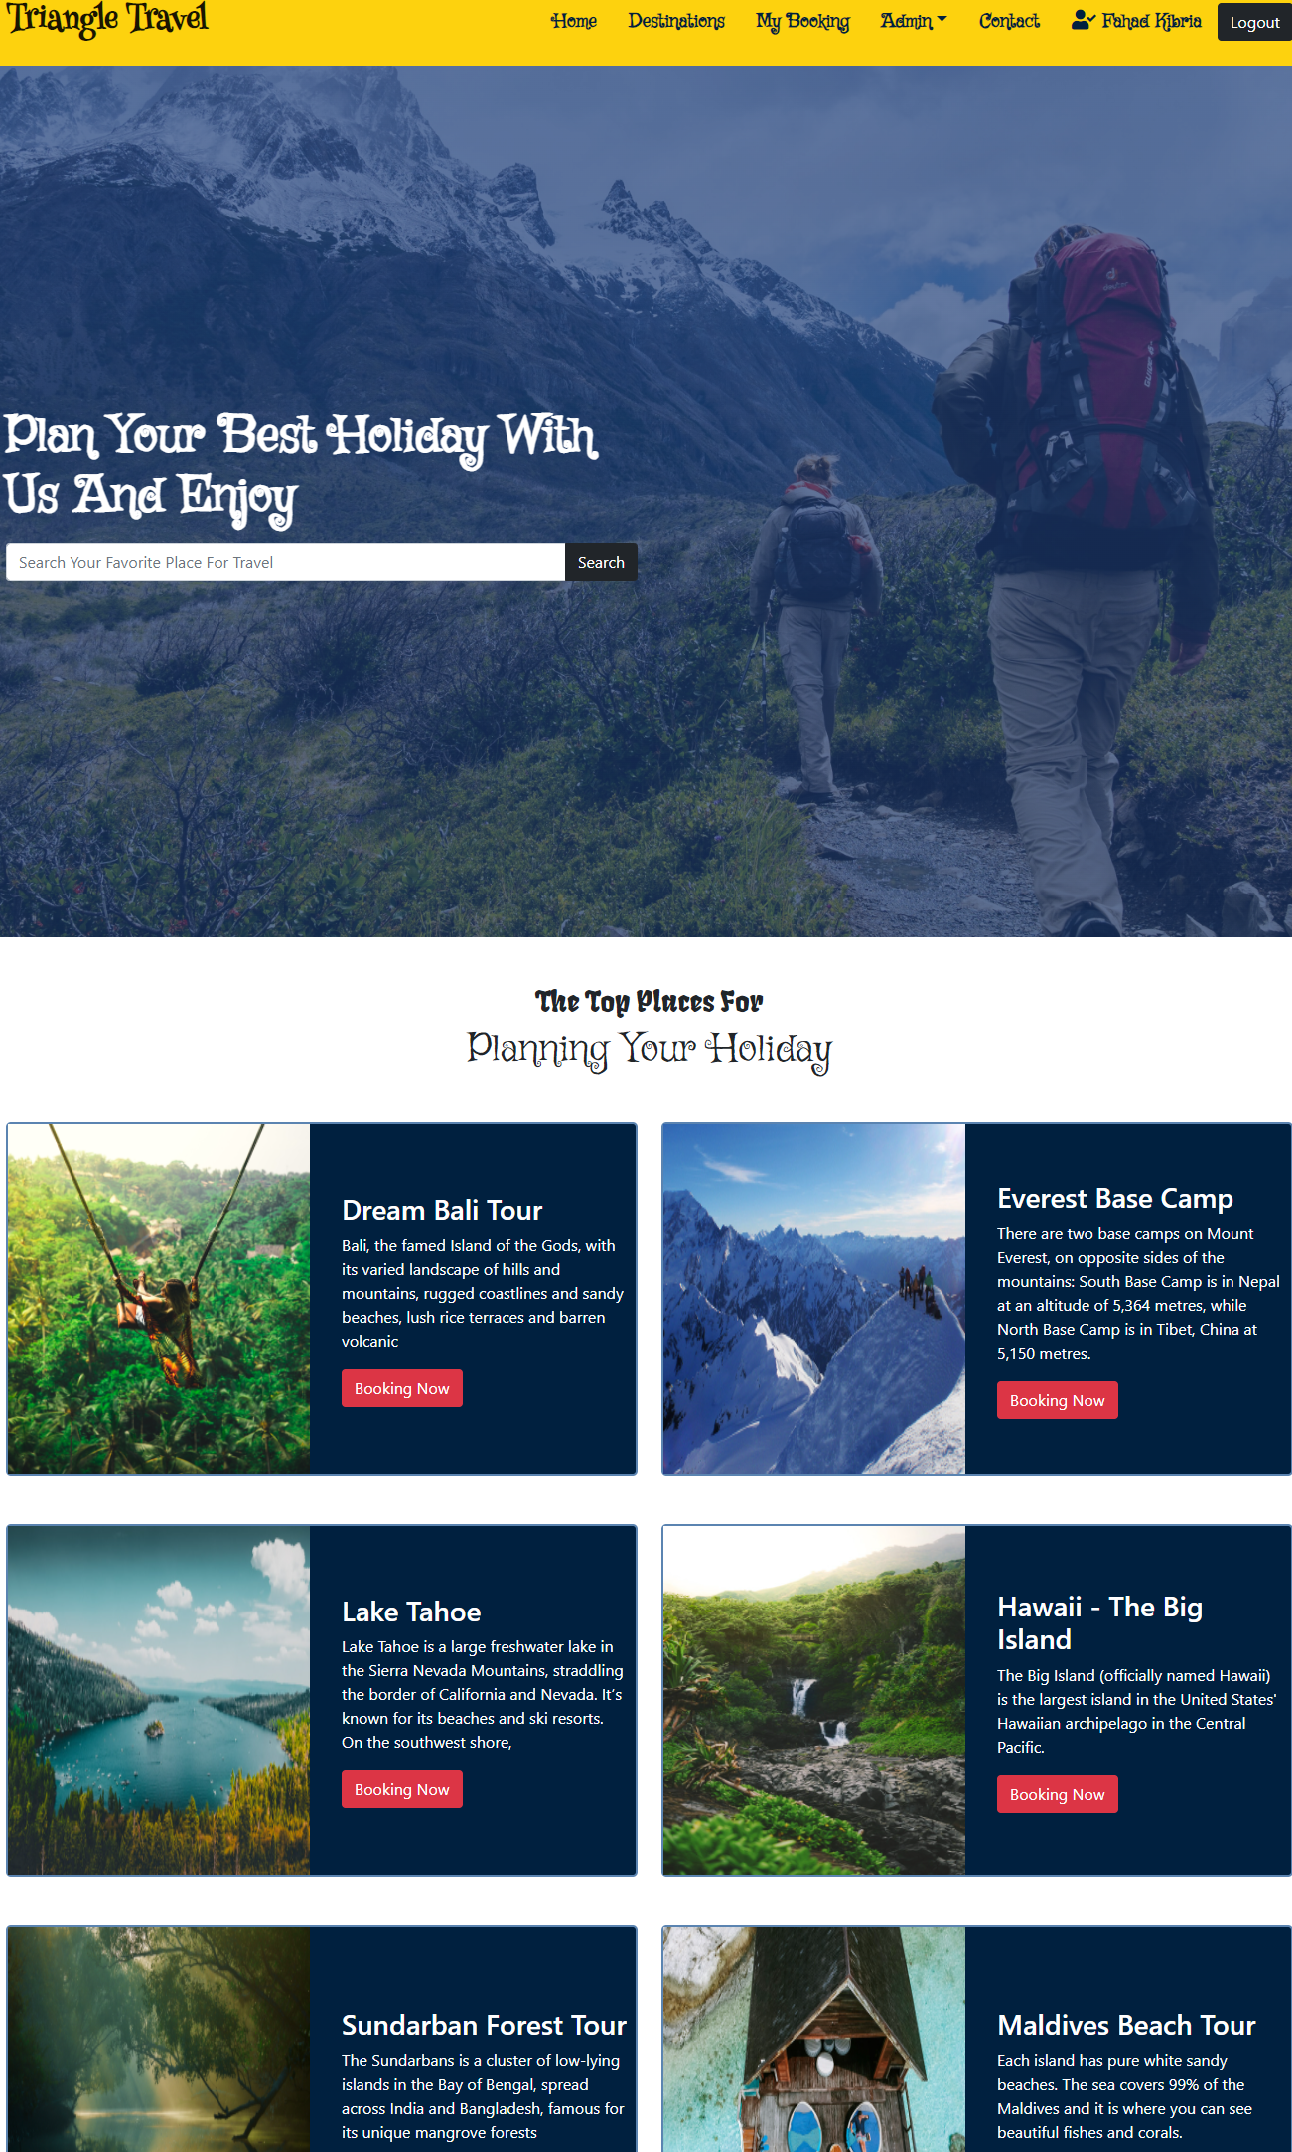 Triangle Travel
Home Destinations My Booking Admin Contact Fahad Kibria Logout
Plan Your Best Holiday With
Us And Enjoy
Search Your Favorite Place For Travel Search
The Top Places For
Planning Your Holiday
Dream Bali Tour
Bali, the famed Island of the Gods, with
its varied landscape of hills and
mountains, rugged coastlines and sandy
beaches, lush rice terraces and barren
volcanic
Booking Now
Everest Base Camp
There are two base camps on Mount
Everest, on opposite sides of the
mountains: South Base Camp is in Nepal
at an altitude of 5,364 metres, while
North Base Camp is in Tibet, China at
5,150 metres.
Booking Now
Lake Tahoe
Lake Tahoe is a large freshwater lake in
the Sierra Nevada Mountains, straddling
the border of California and Nevada. It’s
known for its beaches and ski resorts.
On the southwest shore,
Booking Now
Hawaii - The Big
Island
The Big Island (officially named Hawaii)
is the largest island in the United States'
Hawaiian archipelago in the Central
Pacific.
Booking Now
Sundarban Forest Tour
The Sundarbans is a cluster of low-lying
islands in the Bay of Bengal, spread
across India and Bangladesh, famous for
its unique mangrove forests
Maldives Beach Tour
Each island has pure white sandy
beaches. The sea covers 99% of the
Maldives and it is where you can see
beautiful fishes and corals.